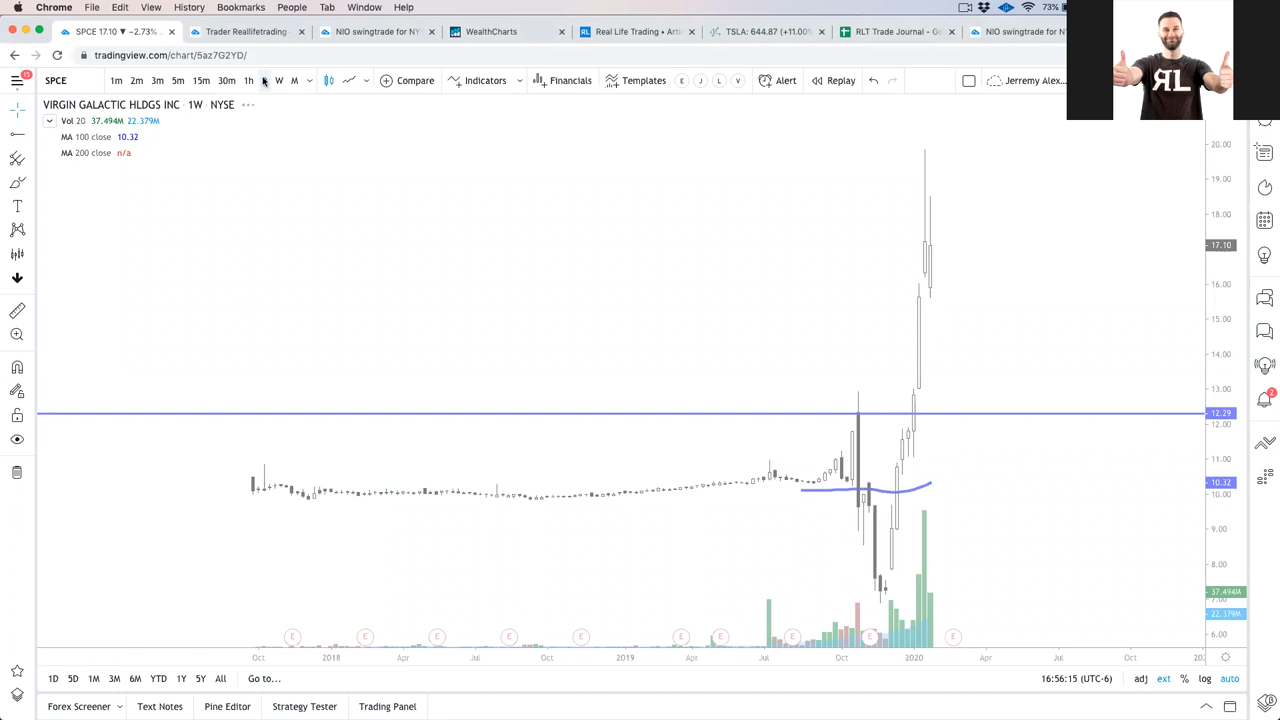 Chrome File Edit View History Bookmarks People Tab Window Help 73%
SPCE 17.10 ▼ −2.73% Trader Reallifetrading NIO swingtrade for NY WealthCharts Real Life Trading • Arti TSLA: 644.87 (+11.00% RLT Trade Journal - Go NIO swingtrade for NY
tradingview.com/chart/5az7G2YD/
15 SPCE 1m 2m 3m 5m 15m 30m 1h W M Compare Indicators Financials Templates E J L V Alert Replay Jerremy Alex...
RL
VIRGIN GALACTIC HLDGS INC · 1W · NYSE
Vol 20 37.494M 22.379M
MA 100 close 10.32
MA 200 close n/a
20.00
19.00
18.00
17.10
16.00
15.00
14.00
13.00
12.29
12.00
11.00
10.32
10.00
9.00
8.00
37.494M
7.00
22.379M
6.00
2
E E E E E E E E E E
Oct 2018 Apr Jul Oct 2019 Apr Jul Oct 2020 Apr Jul Oct 202
1D 5D 1M 3M 6M YTD 1Y 5Y All Go to... 16:56:15 (UTC-6) adj ext % log auto
Forex Screener Text Notes Pine Editor Strategy Tester Trading Panel